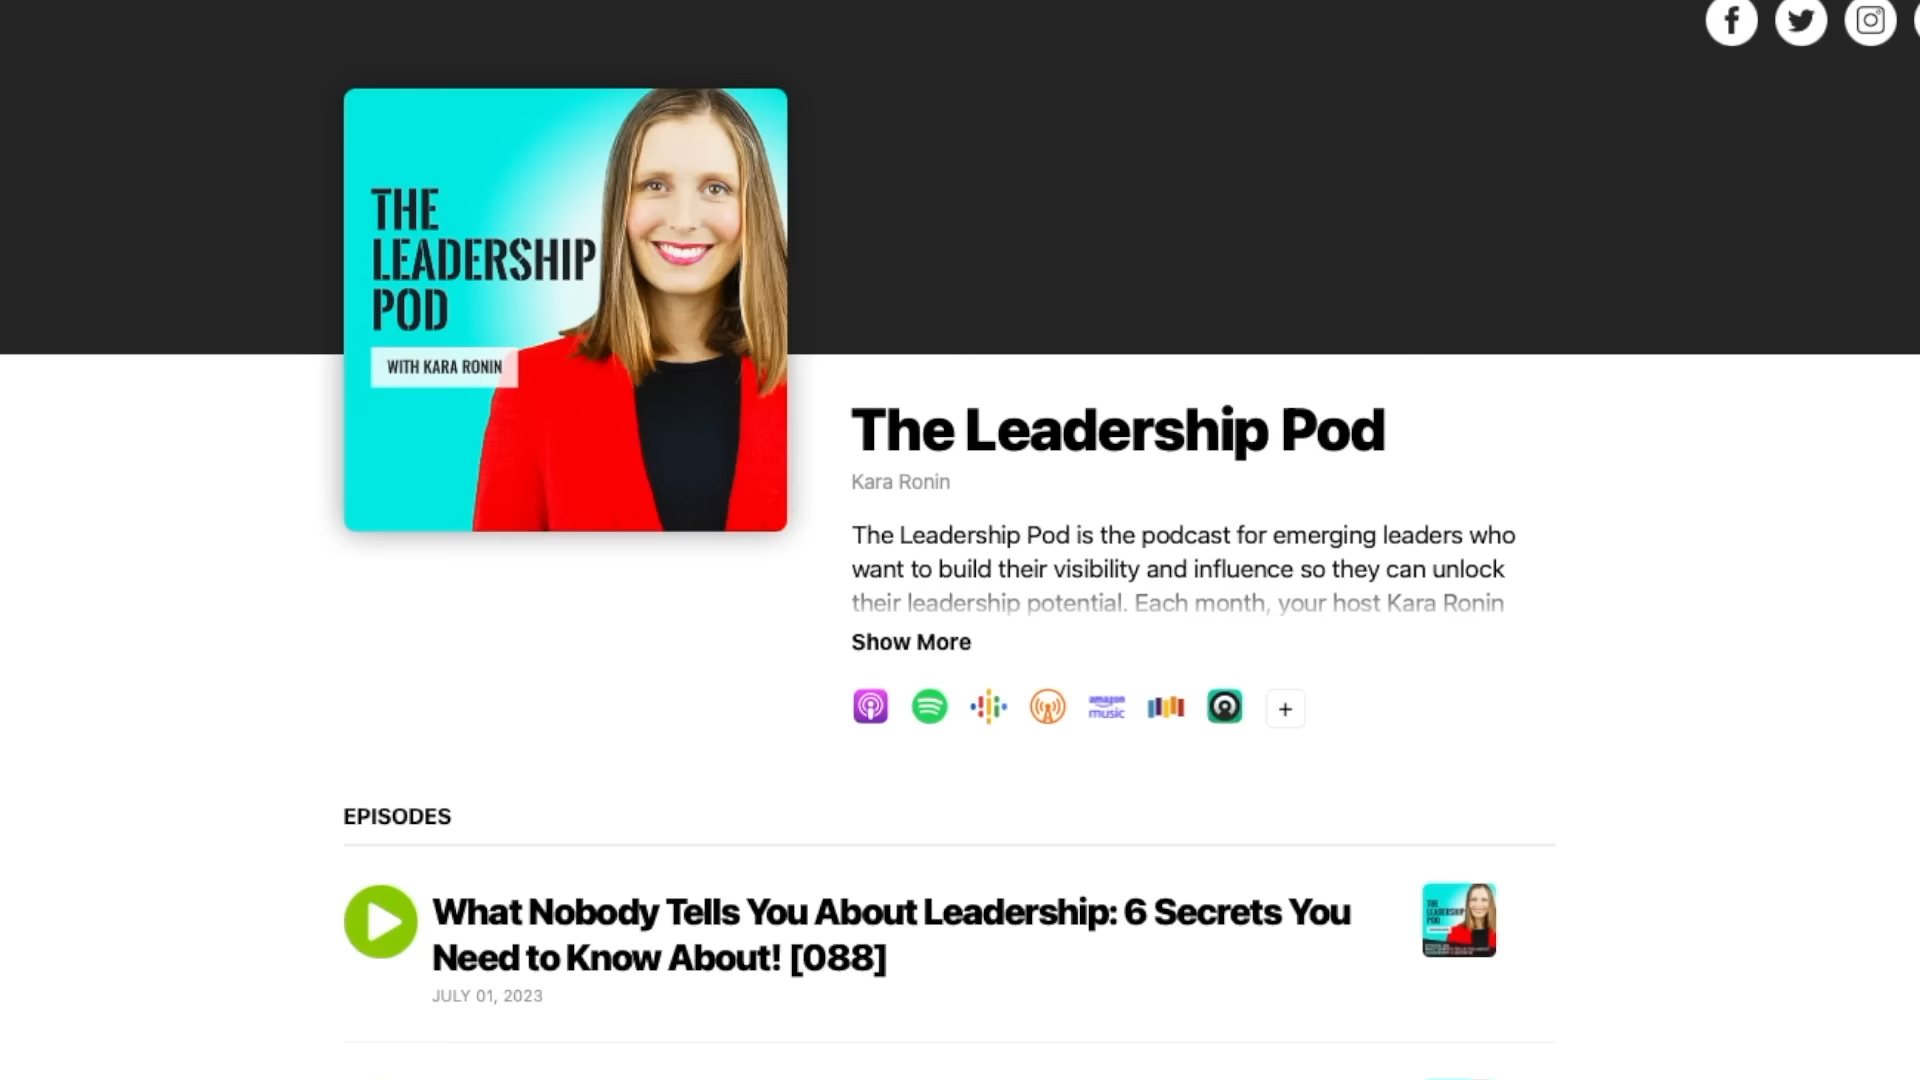 THE
LEADERSHIP
POD
WITH KARA RONIN
The Leadership Pod
Kara Ronin
The Leadership Pod is the podcast for emerging leaders who
want to build their visibility and influence so they can unlock
their leadership potential. Each month, your host Kara Ronin
Show More
amazon
music
+
EPISODES
What Nobody Tells You About Leadership: 6 Secrets You
Need to Know About! [088]
JULY 01, 2023
THE
LEADERSHIP
POD